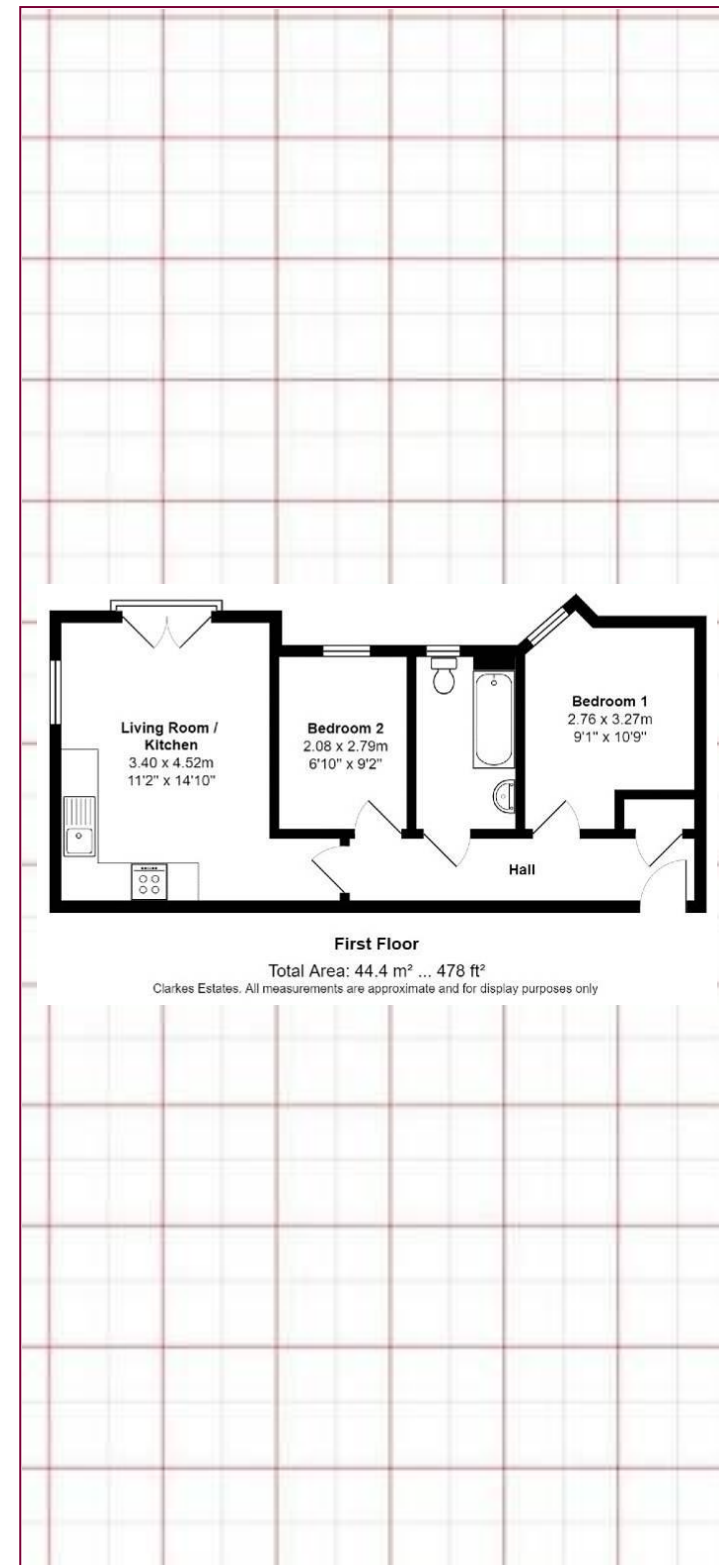 Living Room /
Kitchen
3.40 x 4.52m
11'2" x 14'10"
Bedroom 2
2.08 x 2.79m
6'10" x 9'2"
Bedroom 1
2.76 x 3.27m
9'1" x 10'9"
Hall
First Floor
Total Area: 44.4 m² ... 478 ft²
Clarkes Estates. All measurements are approximate and for display purposes only